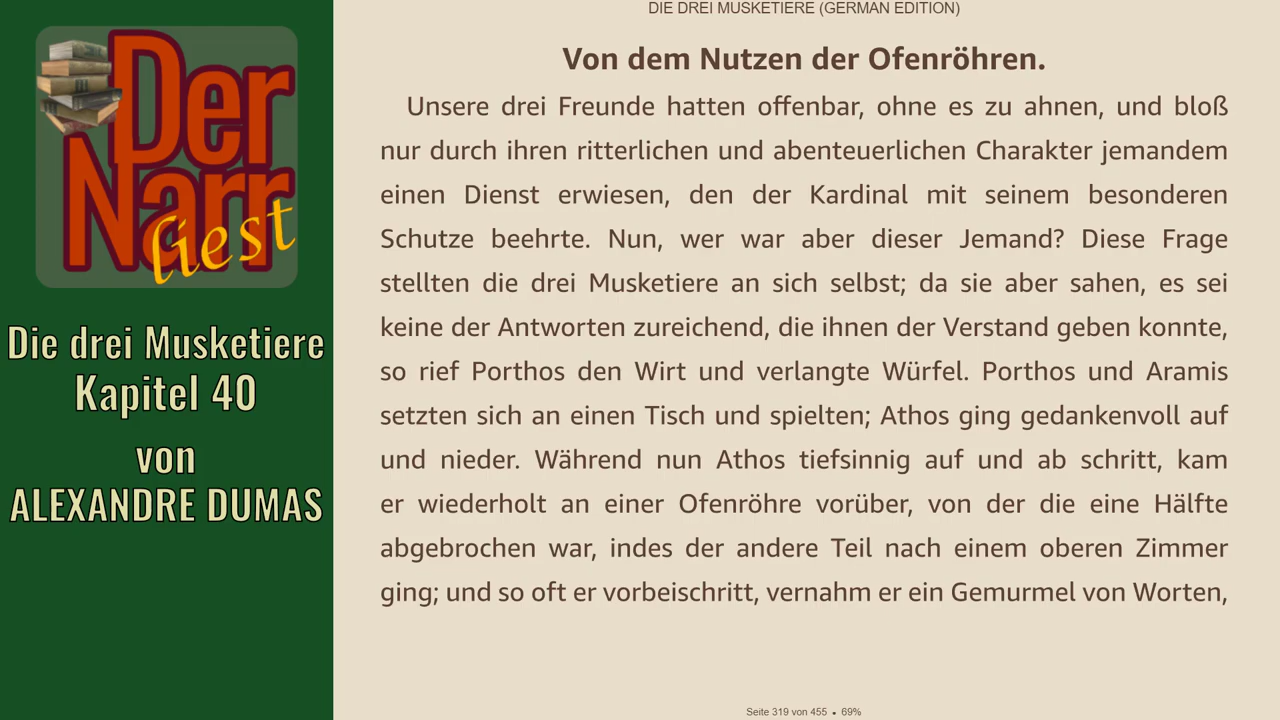 Der
Narr
liest
Die drei Musketiere
Kapitel 40
von
ALEXANDRE DUMAS
DIE DREI MUSKETIERE (GERMAN EDITION)
Von dem Nutzen der Ofenröhren.
Unsere drei Freunde hatten offenbar, ohne es zu ahnen, und bloß
nur durch ihren ritterlichen und abenteuerlichen Charakter jemandem
einen Dienst erwiesen, den der Kardinal mit seinem besonderen
Schutze beehrte. Nun, wer war aber dieser Jemand? Diese Frage
stellten die drei Musketiere an sich selbst; da sie aber sahen, es sei
keine der Antworten zureichend, die ihnen der Verstand geben konnte,
so rief Porthos den Wirt und verlangte Würfel. Porthos und Aramis
setzten sich an einen Tisch und spielten; Athos ging gedankenvoll auf
und nieder. Während nun Athos tiefsinnig auf und ab schritt, kam
er wiederholt an einer Ofenröhre vorüber, von der die eine Hälfte
abgebrochen war, indes der andere Teil nach einem oberen Zimmer
ging; und so oft er vorbeischritt, vernahm er ein Gemurmel von Worten,
Seite 319 von 455 • 69%